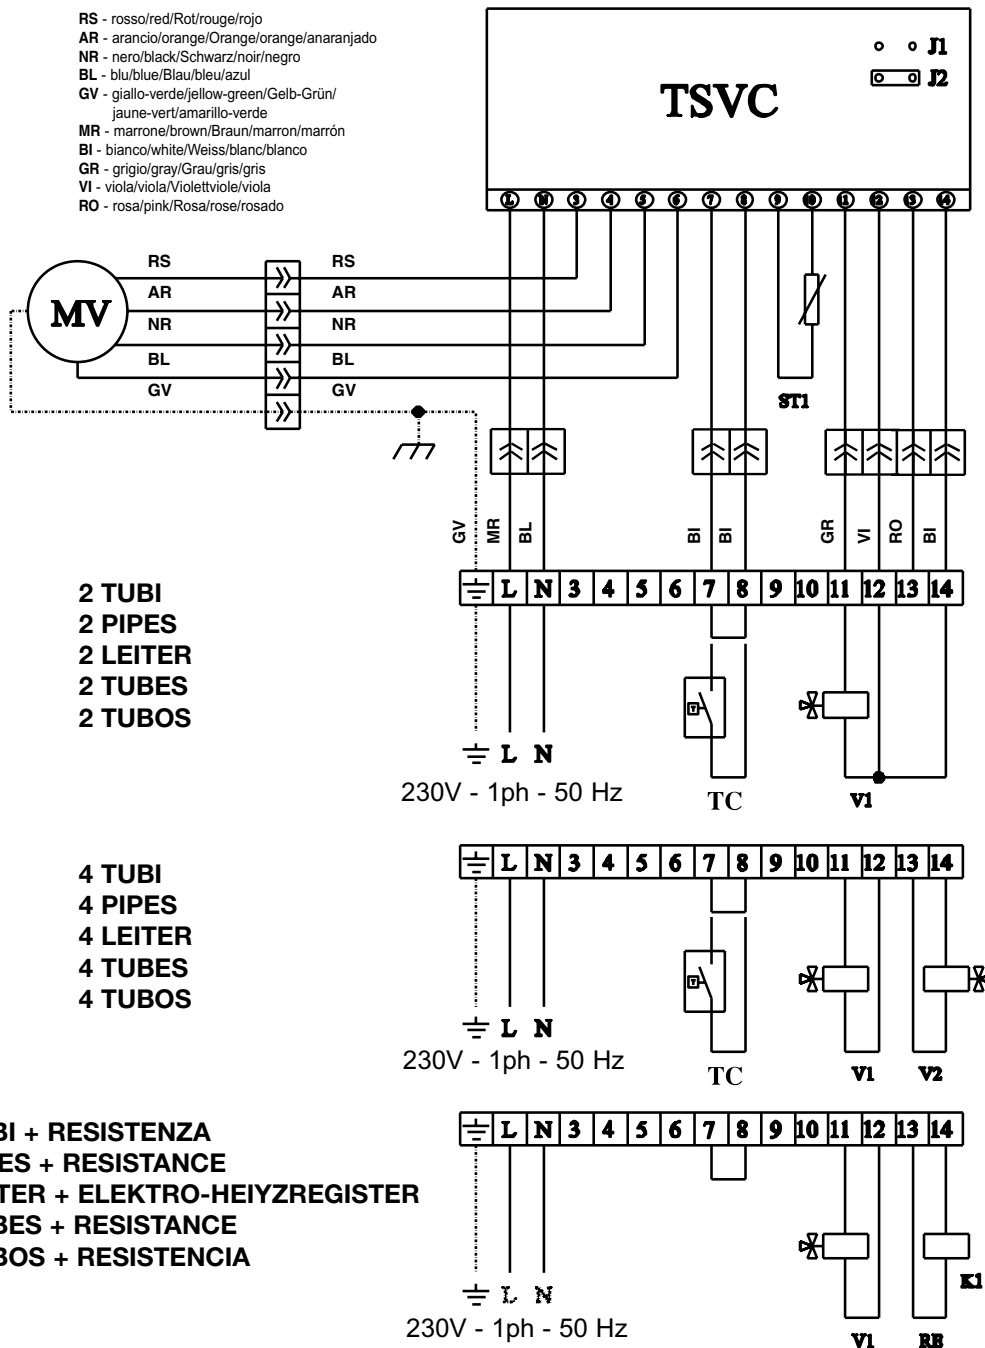 RS - rosso/red/Rot/rouge/rojo
AR - arancio/orange/Orange/orange/anaranjado
NR - nero/black/Schwarz/noir/negro
BL - blu/blue/Blau/bleu/azul
GV - giallo-verde/jellow-green/Gelb-Grün/
jaune-vert/amarillo-verde
MR - marrone/brown/Braun/marron/marrón
BI - bianco/white/Weiss/blanc/blanco
GR - grigio/gray/Grau/gris/gris
VI - viola/viola/Violettviole/viola
RO - rosa/pink/Rosa/rose/rosado
J1
J2
TSVC
L N 3 4 5 6 7 8 9 10 11 12 13 14
RS RS
AR AR
MV
NR NR
BL BL
GV GV
ST1
GV MR BL BI BI GR VI RO BI
L N 3 4 5 6 7 8 9 10 11 12 13 14
2 TUBI
2 PIPES
2 LEITER
2 TUBES
2 TUBOS
T
L N
230V - 1ph - 50 Hz
TC
V1
L N 3 4 5 6 7 8 9 10 11 12 13 14
4 TUBI
4 PIPES
4 LEITER
4 TUBES
4 TUBOS
T
L N
230V - 1ph - 50 Hz
TC
V1
V2
L N 3 4 5 6 7 8 9 10 11 12 13 14
BI + RESISTENZA
ES + RESISTANCE
TER + ELEKTRO-HEIYZREGISTER
BES + RESISTANCE
BOS + RESISTENCIA
K1
L N
230V - 1ph - 50 Hz
V1
RE